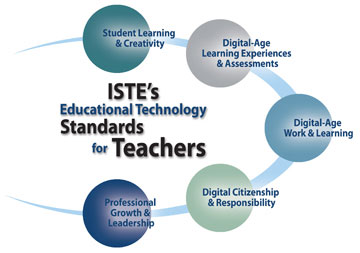 Student Learning
& Creativity
Digital-Age
Learning Experiences
& Assessments
ISTE's
Educational Technology
Standards
for Teachers
Digital-Age
Work & Learning
Digital Citizenship
& Responsibility
Professional
Growth &
Leadership